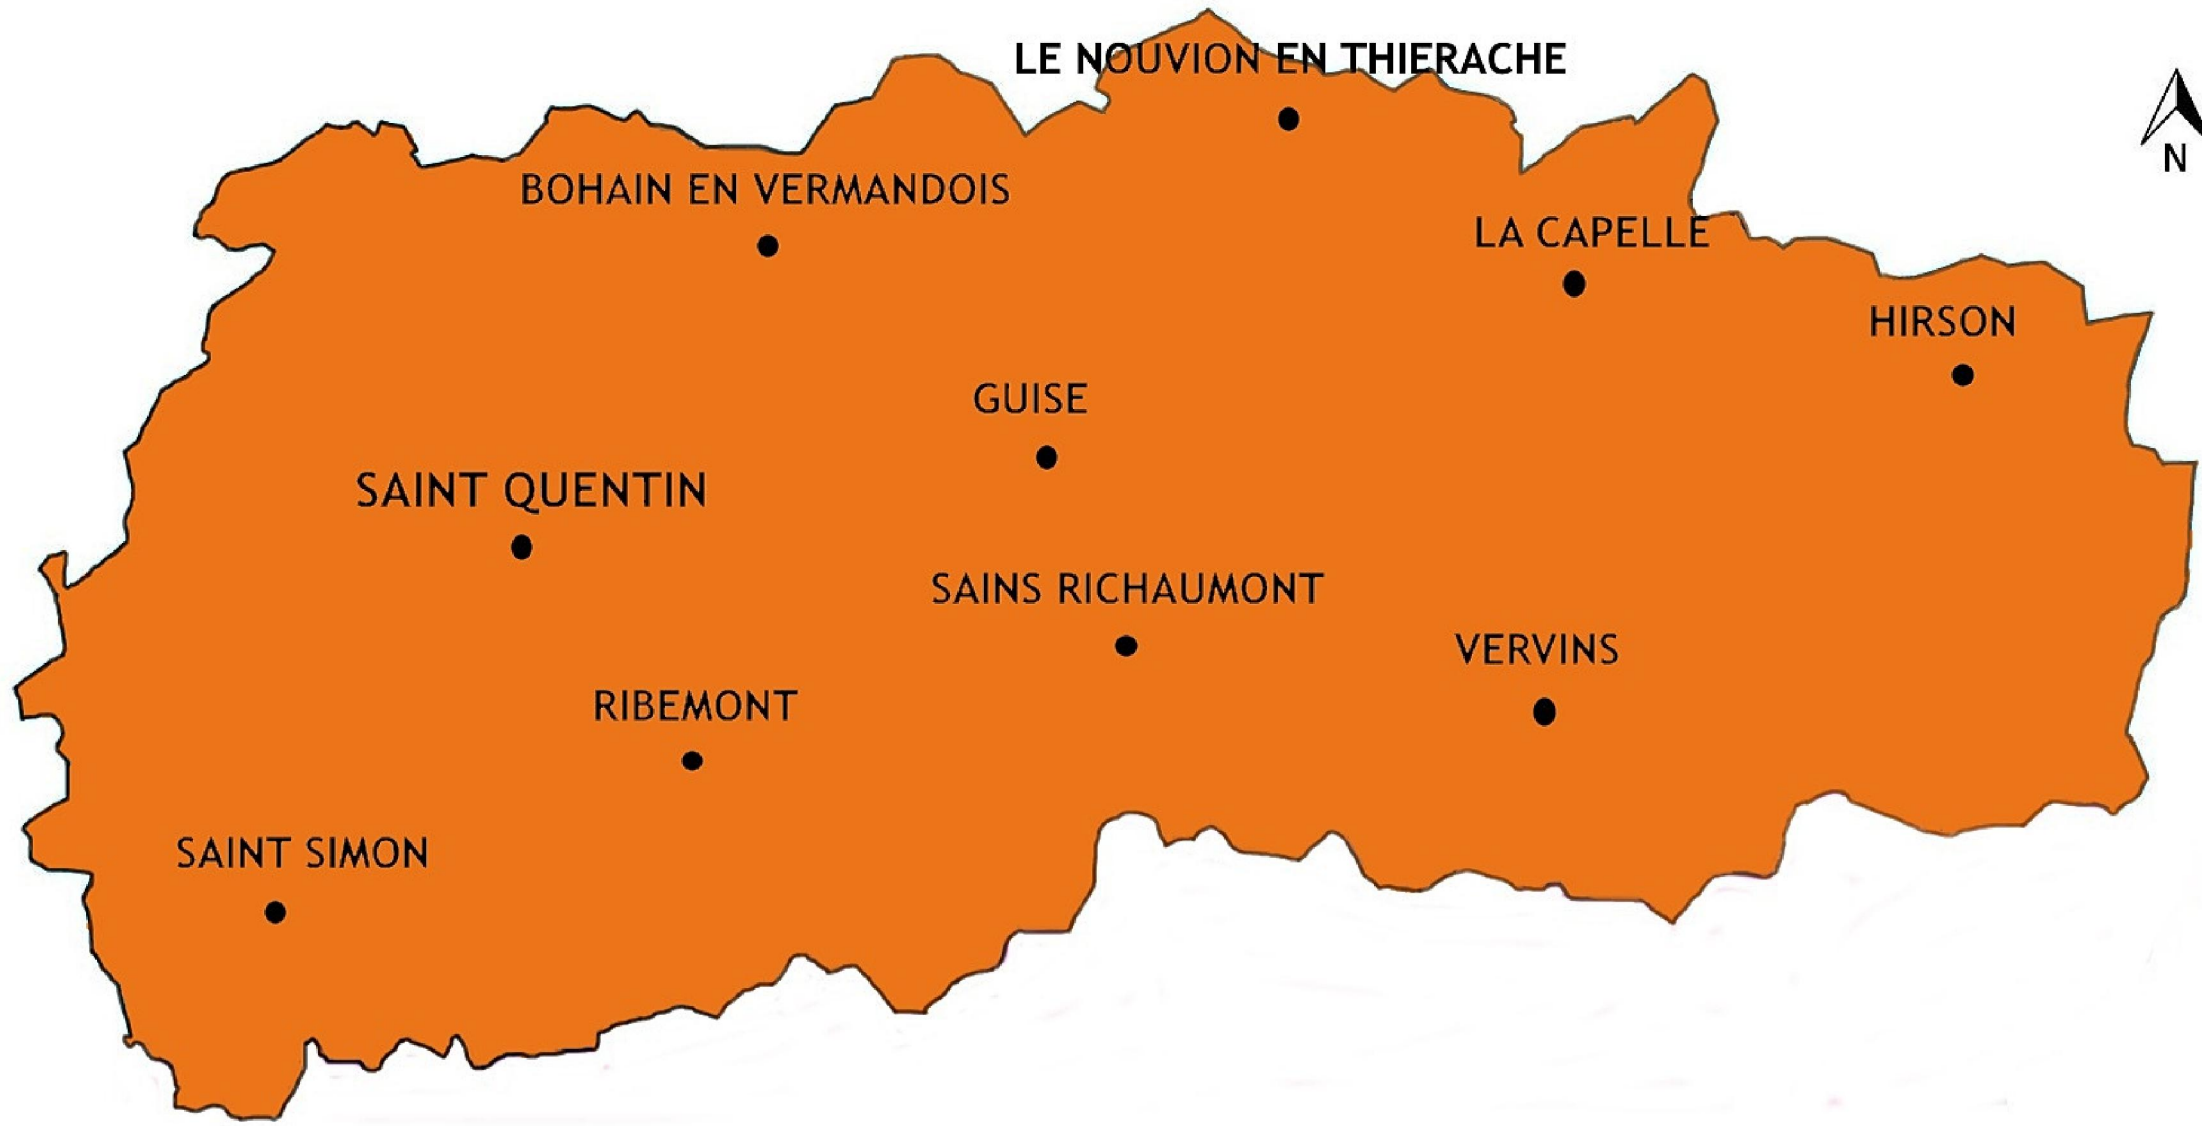 LE NOUVION EN THIERACHE
N
BOHAIN EN VERMANDOIS
LA CAPELLE
HIRSON
GUISE
SAINT QUENTIN
SAINS RICHAUMONT
VERVINS
RIBEMONT
SAINT SIMON